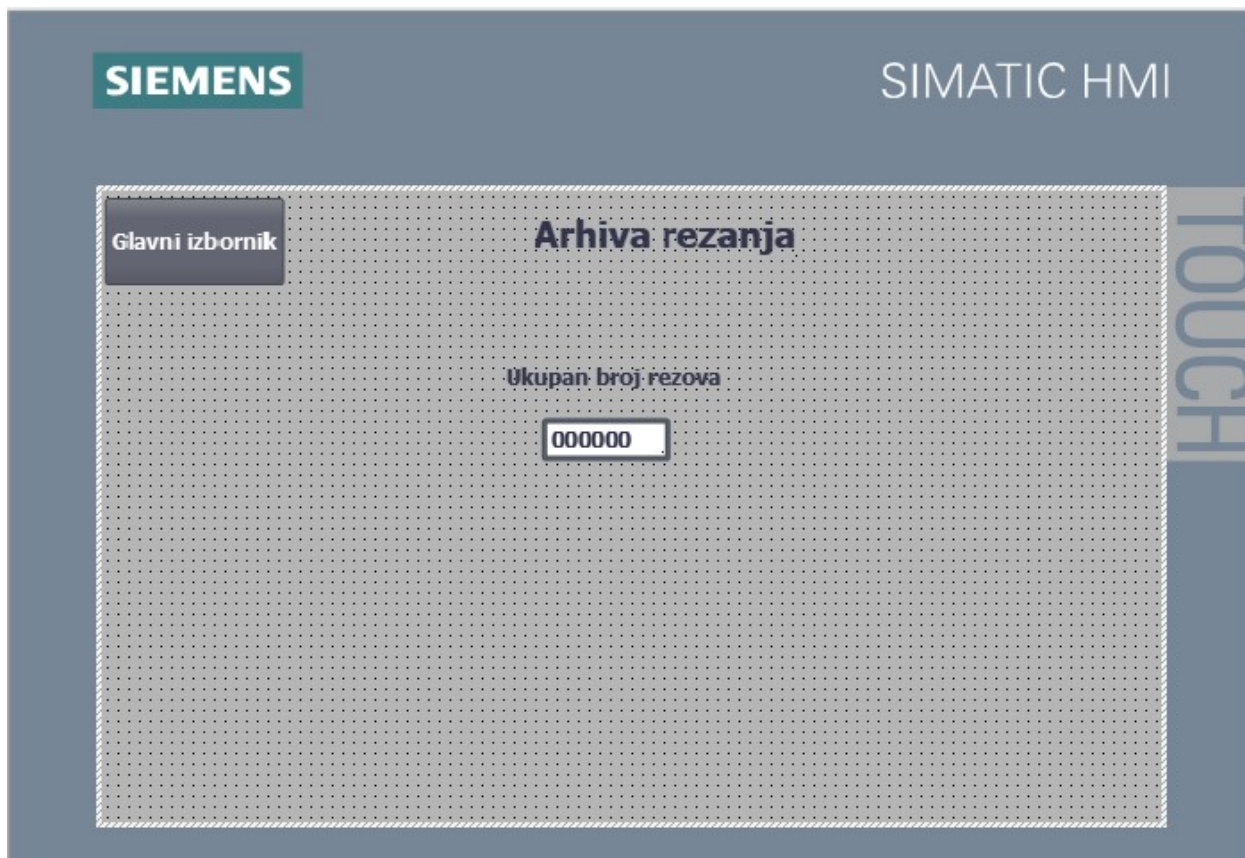 SIEMENS
SIMATIC HMI
TOUCH
Glavni izbornik
Arhiva rezanja
Ukupan broj rezova
000000